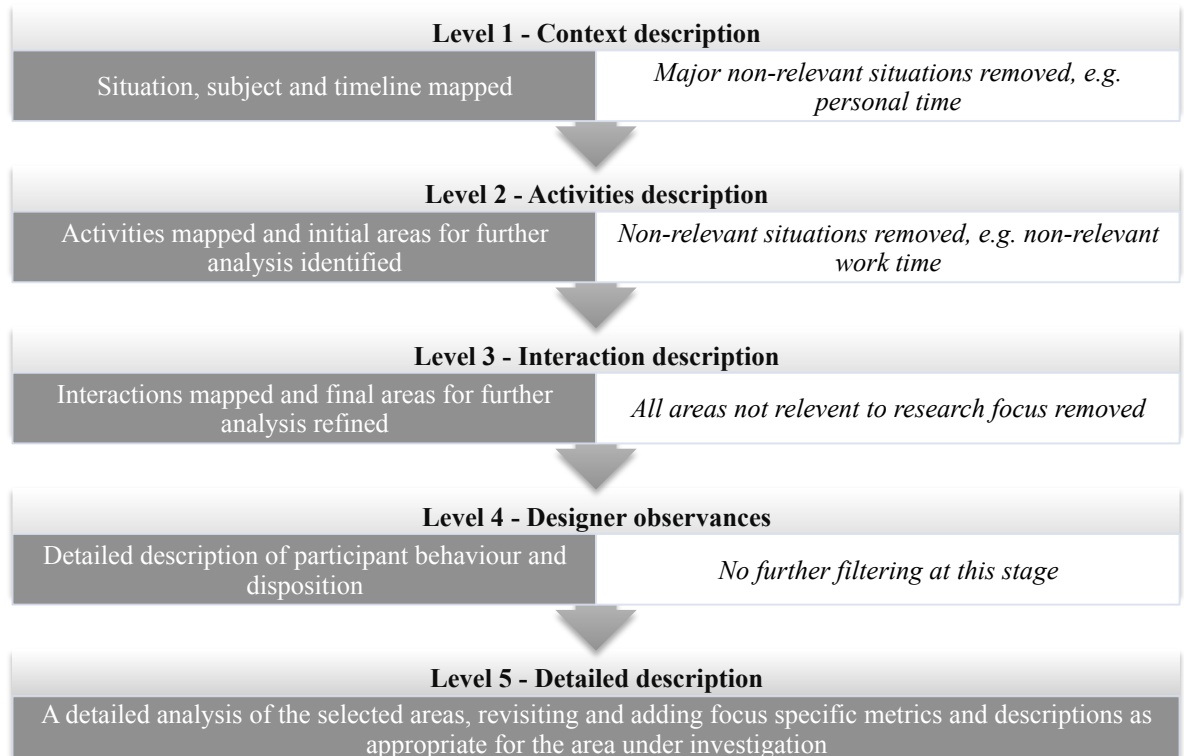 Level 1 - Context description
Situation, subject and timeline mapped
Major non-relevant situations removed, e.g.
personal time
Level 2 - Activities description
Activities mapped and initial areas for further
analysis identified
Non-relevant situations removed, e.g. non-relevant
work time
Level 3 - Interaction description
Interactions mapped and final areas for further
analysis refined
All areas not relevent to research focus removed
Level 4 - Designer observances
Detailed description of participant behaviour and
disposition
No further filtering at this stage
Level 5 - Detailed description
A detailed analysis of the selected areas, revisiting and adding focus specific metrics and descriptions as
appropriate for the area under investigation